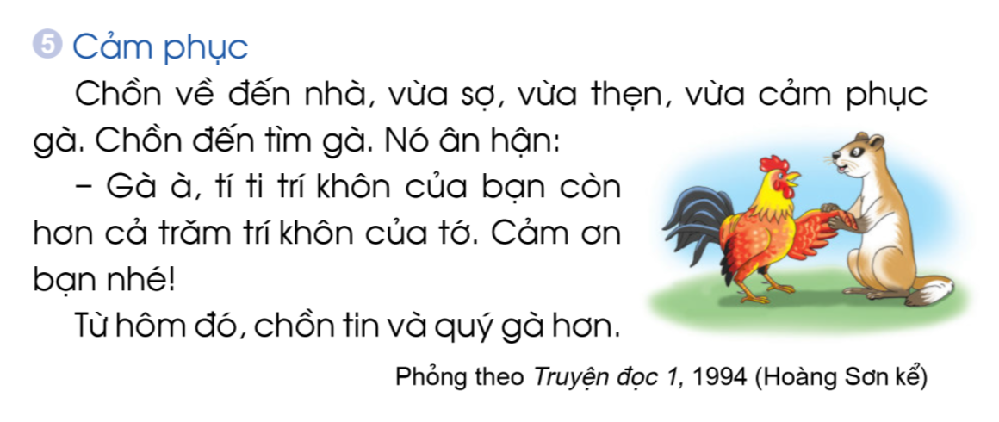 5 Cảm phục
Chồn về đến nhà, vừa sợ, vừa thẹn, vừa cảm phục
gà. Chồn đến tìm gà. Nó ân hận:
– Gà à, tí ti trí khôn của bạn còn
hơn cả trăm trí khôn của tớ. Cảm ơn
bạn nhé!
Từ hôm đó, chồn tin và quý gà hơn.
Phỏng theo Truyện đọc 1, 1994 (Hoàng Sơn kể)